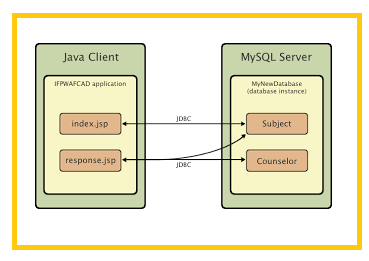 Java Client
MySQL Server
IFPWAFCAD application
MyNewDatabase
(database instance)
index.jsp
JDBC
Subject
response.jsp
JDBC
Counselor